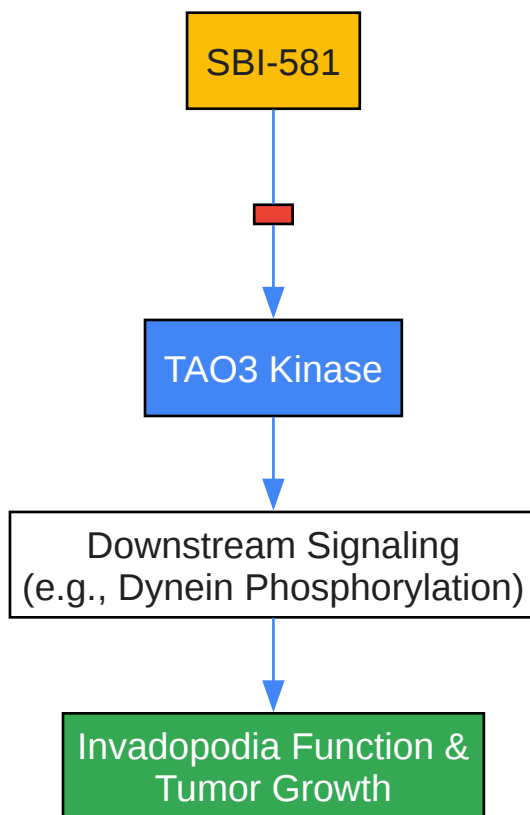 SBI-581
TAO3 Kinase
Downstream Signaling
(e.g., Dynein Phosphorylation)
Invadopodia Function &
Tumor Growth